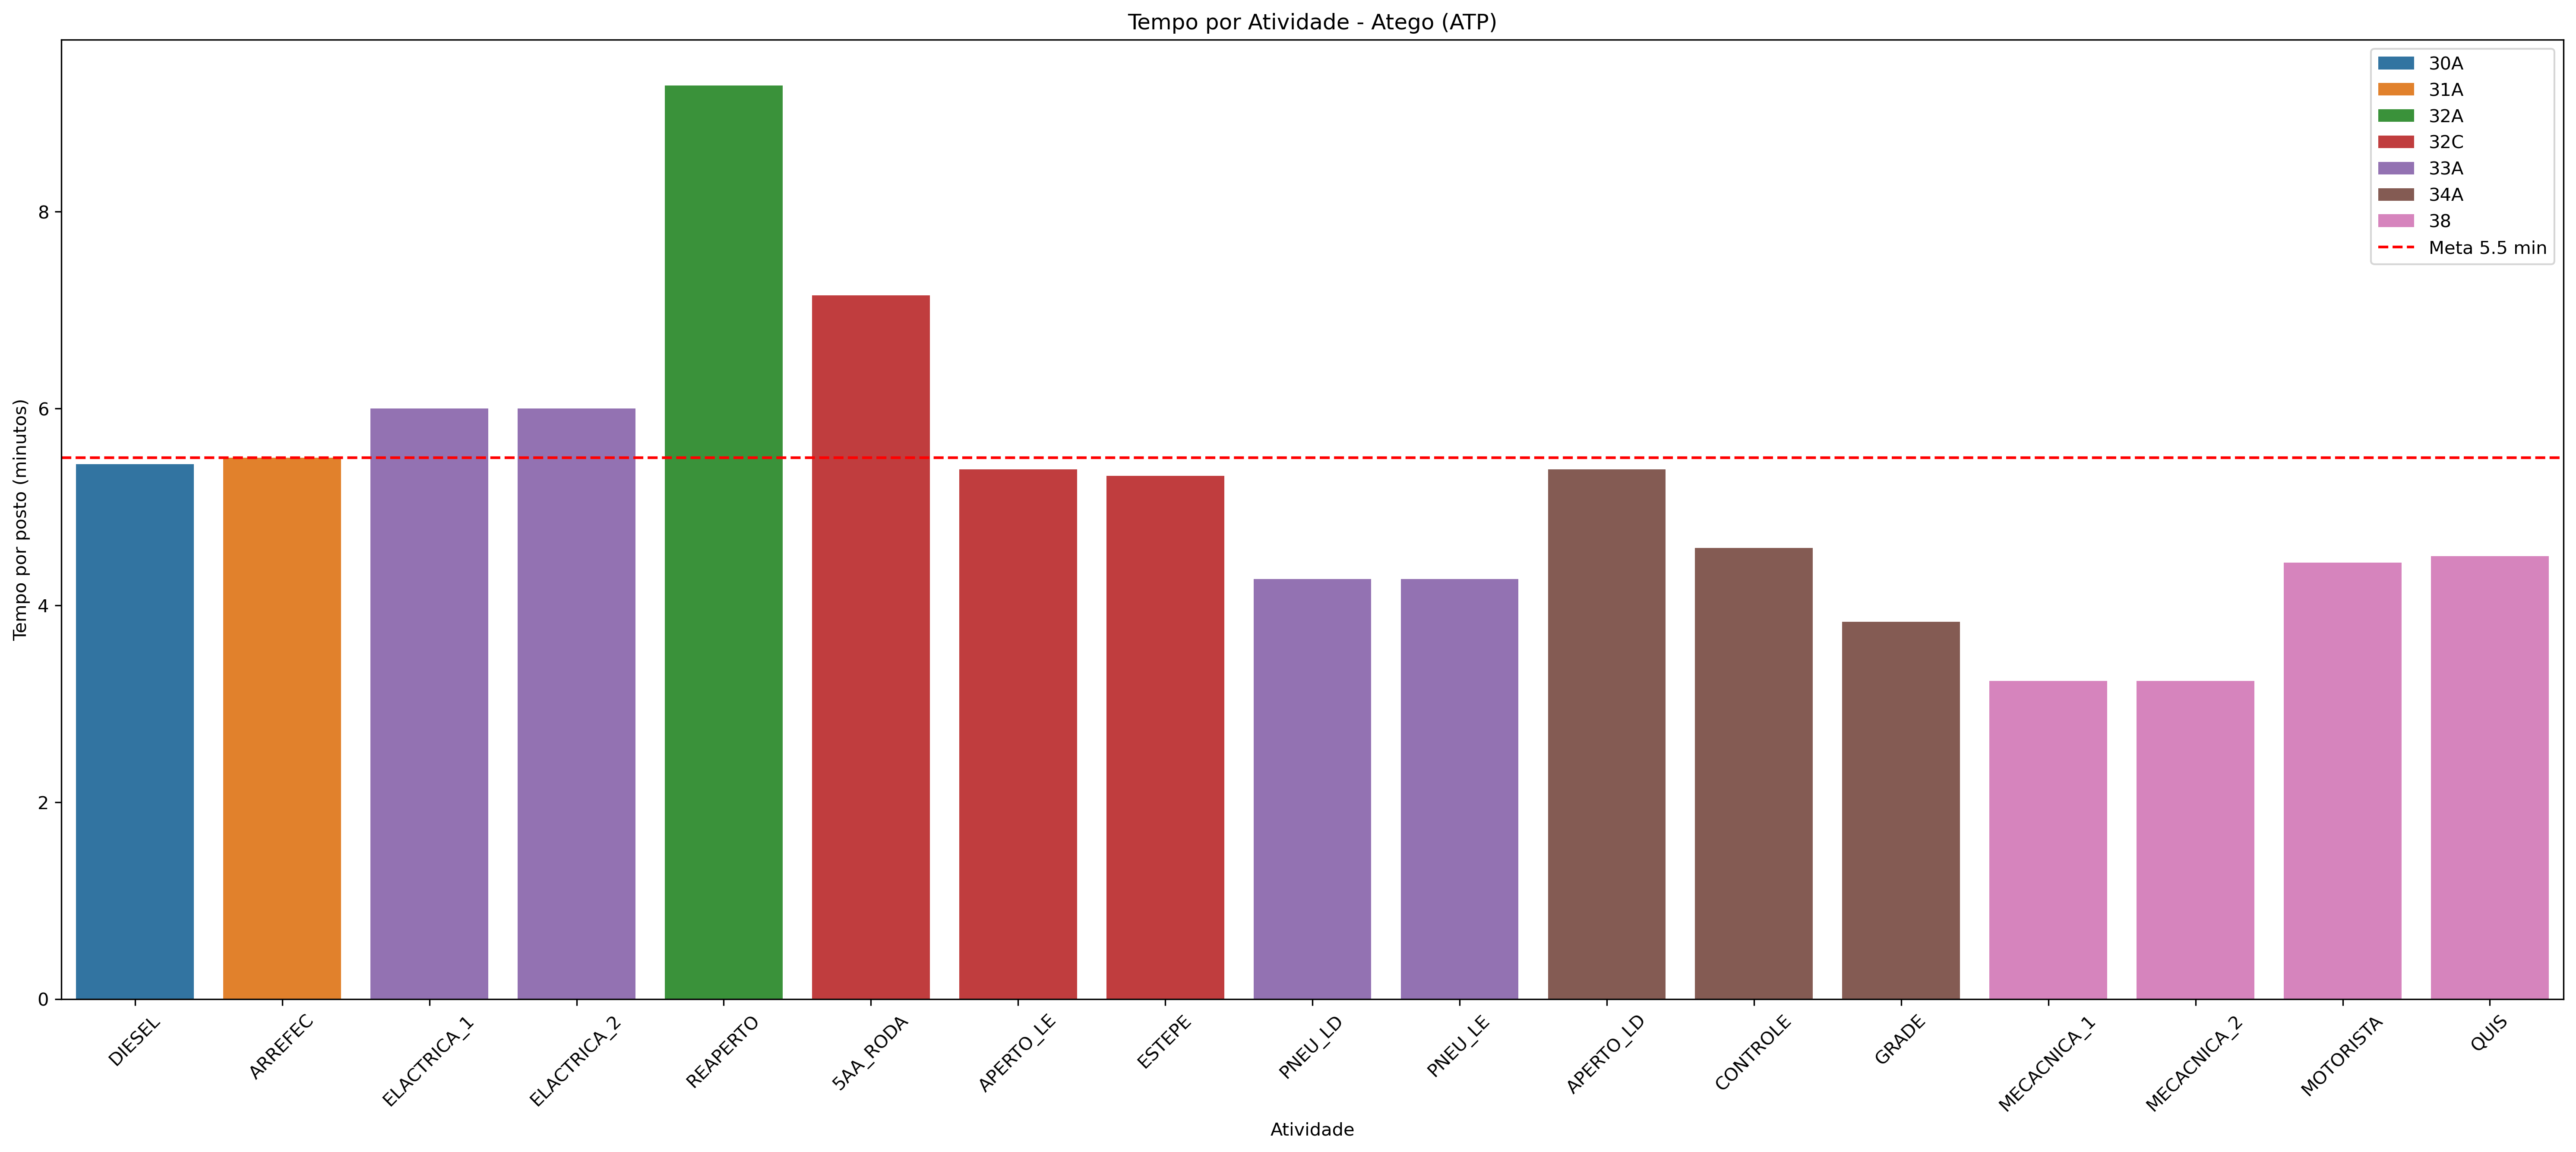 Tempo por Atividade - Atego (ATP)
30A
31A
32A
32C
33A
34A
38
Meta 5.5 min
Tempo por posto (minutos)
8
6
4
2
0
DIESEL
ARREFEC
ELACTRICA_1
ELACTRICA_2
REAPERTO
5AA_RODA
APERTO_LE
ESTEPE
PNEU_LD
PNEU_LE
APERTO_LD
CONTROLE
GRADE
MECACNICA_1
MECACNICA_2
MOTORISTA
QUIS
Atividade